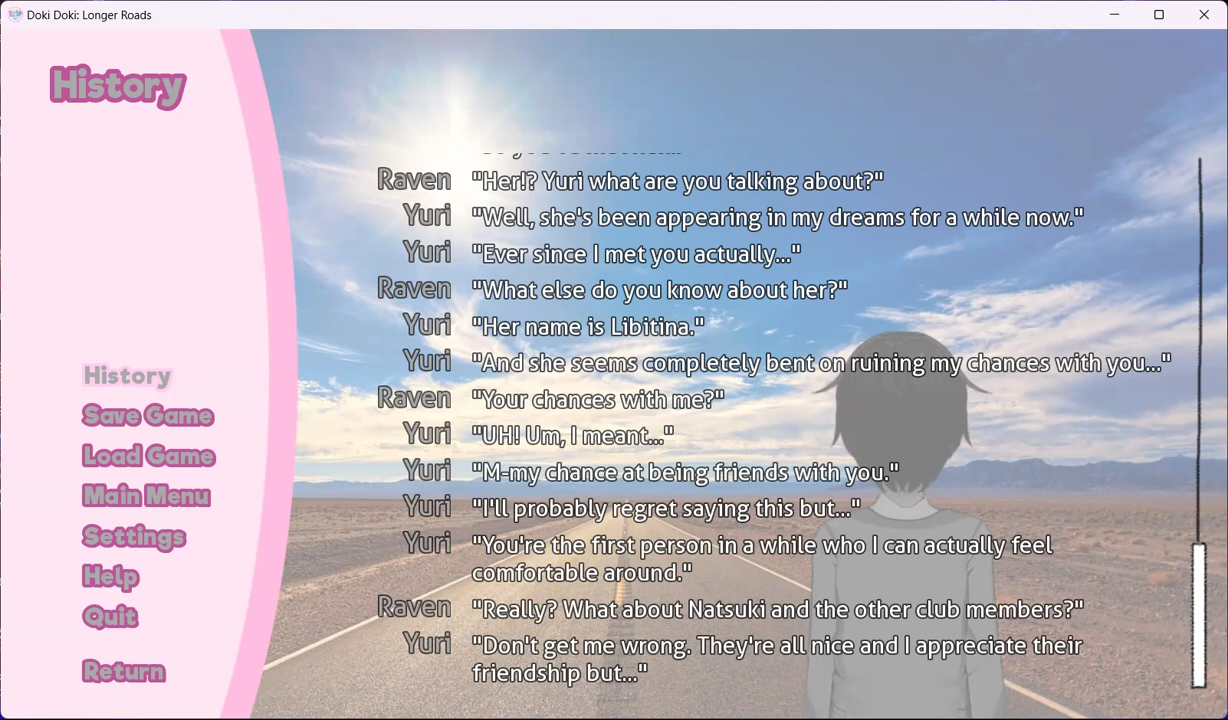 Doki Doki: Longer Roads
History
Raven "Her!? Yuri what are you talking about?"
Yuri "Well, she's been appearing in my dreams for a while now."
Yuri "Ever since I met you actually..."
Raven "What else do you know about her?"
Yuri "Her name is Libitina."
Yuri "And she seems completely bent on ruining my chances with you..."
Raven "Your chances with me?"
Yuri "UH! Um, I meant..."
Yuri "M-my chance at being friends with you."
Yuri "I'll probably regret saying this but..."
Yuri "You're the first person in a while who I can actually feel
comfortable around."
Raven "Really? What about Natsuki and the other club members?"
Yuri "Don't get me wrong. They're all nice and I appreciate their
friendship but..."
History
Save Game
Load Game
Main Menu
Settings
Help
Quit
Return